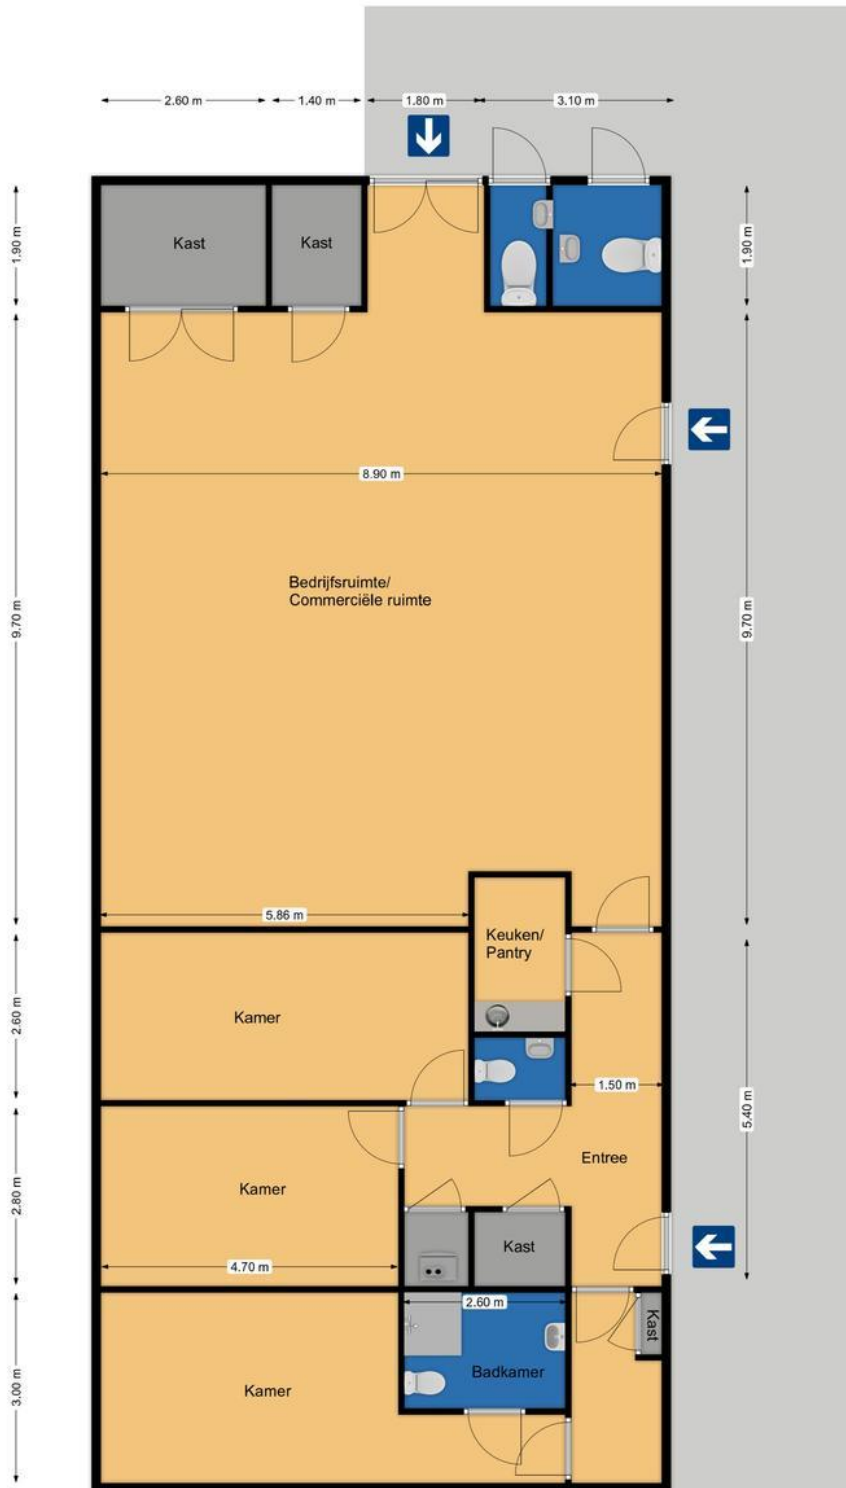 2.60 m
1.40 m
1.80 m
3.10 m
1.90 m
Kast
Kast
1.90 m
8.90 m
9.70 m
Bedrijfsruimte/
Commerciële ruimte
9.70 m
5.86 m
Keuken/
Pantry
2.60 m
Kamer
1.50 m
5.40 m
Entree
2.80 m
Kamer
Kast
4.70 m
2.60 m
Kast
3.00 m
Kamer
Badkamer